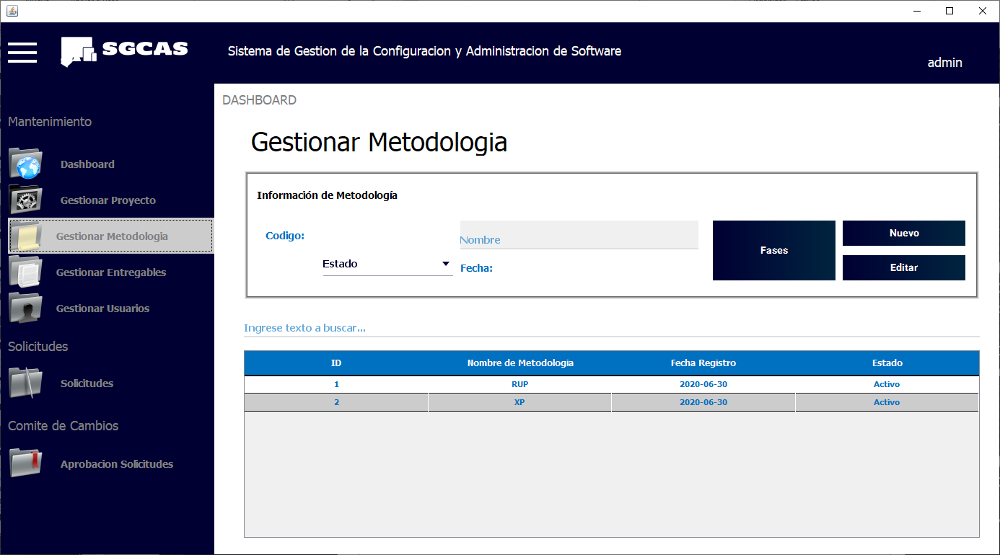 SGCAS
Sistema de Gestion de la Configuracion y Administracion de Software
admin
Mantenimiento
Dashboard
Gestionar Proyecto
Gestionar Metodologia
Gestionar Entregables
Gestionar Usuarios
Solicitudes
Solicitudes
Comite de Cambios
Aprobacion Solicitudes
DASHBOARD
Gestionar Metodologia
Información de Metodología
Codigo:
Nombre
Estado
Fecha:
Fases
Nuevo
Editar
Ingrese texto a buscar...
ID Nombre de Metodologia Fecha Registro Estado
1 RUP 2020-06-30 Activo
2 XP 2020-06-30 Activo